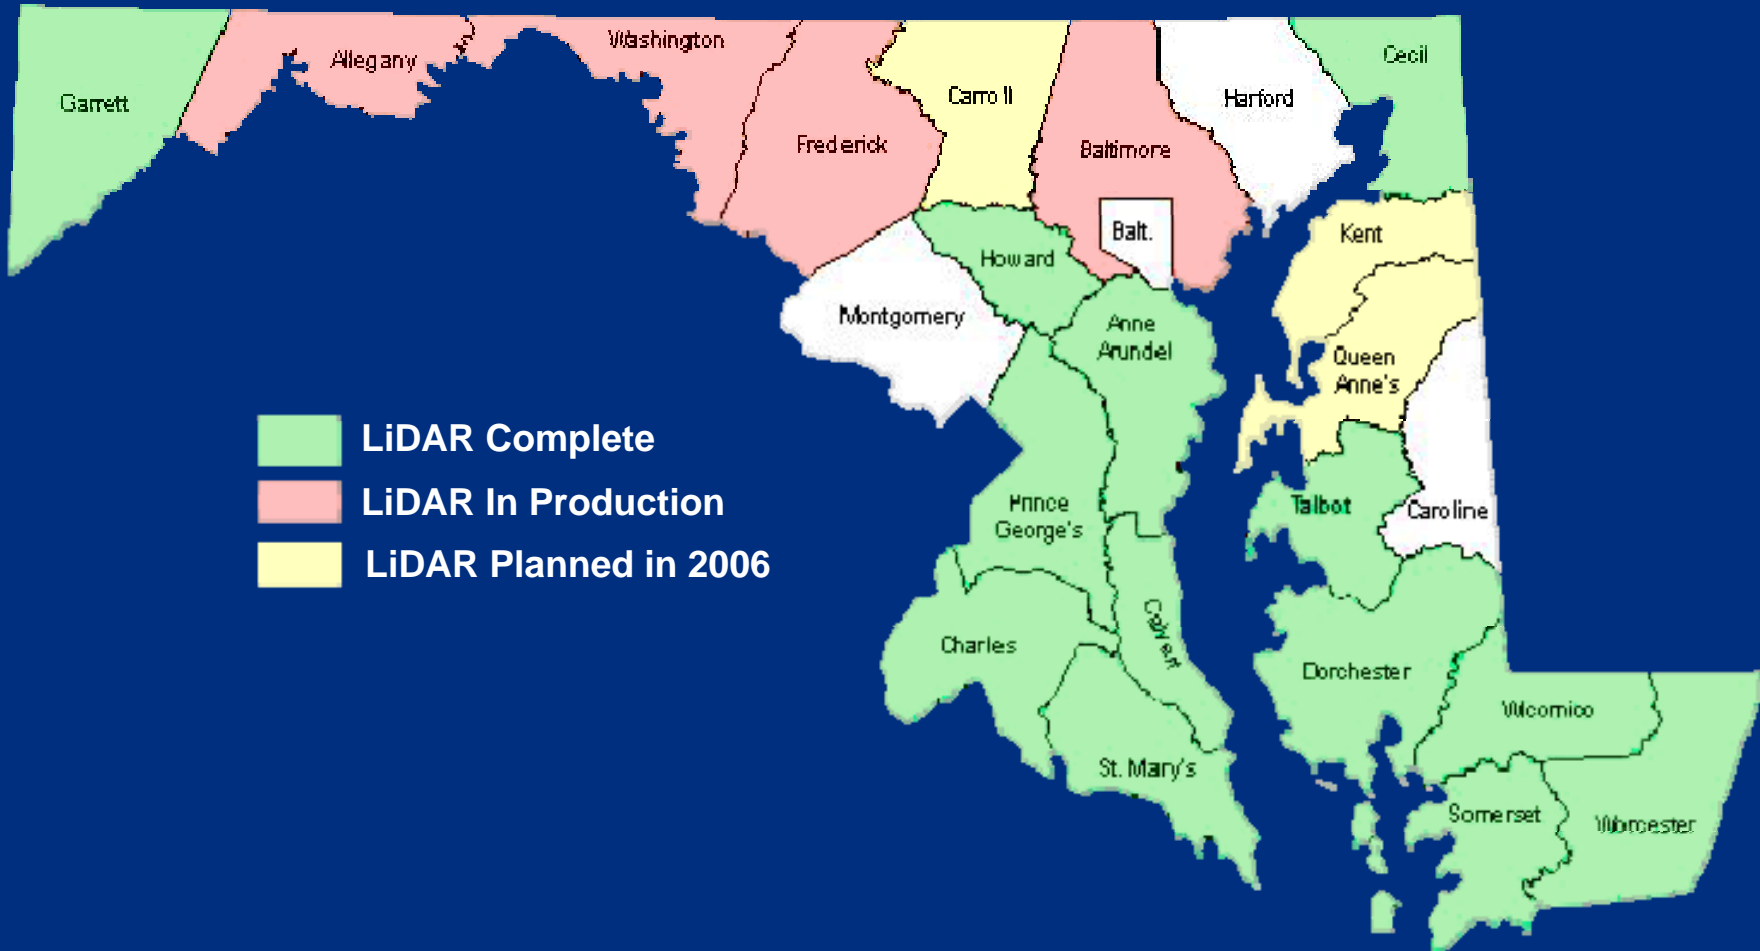 Washington
Cecil
Allegany
Garrett
Carroll
Harford
Frederick
Baltimore
Balt.
Kent
Howard
Montgomery
Anne
Arundel
Queen
Anne's
LiDAR Complete
LiDAR In Production
LiDAR Planned in 2006
Prince
George's
Talbot
Caroline
Calvert
Charles
Dorchester
Wicomico
St. Mary's
Somerset
Worcester